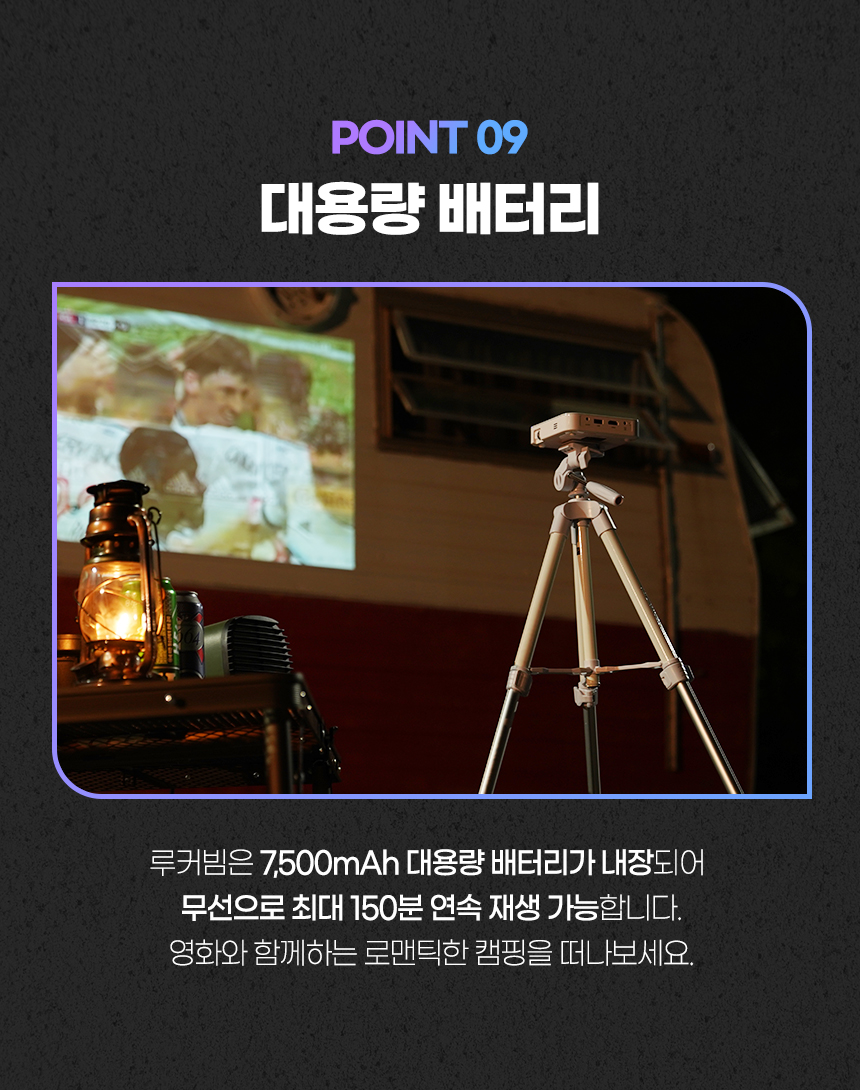 POINT 09
대용량 배터리
루커빔은 7,500mAh 대용량 배터리가 내장되어
무선으로 최대 150분 연속 재생 가능합니다.
영화와 함께하는 로맨틱한 캠핑을 떠나보세요.